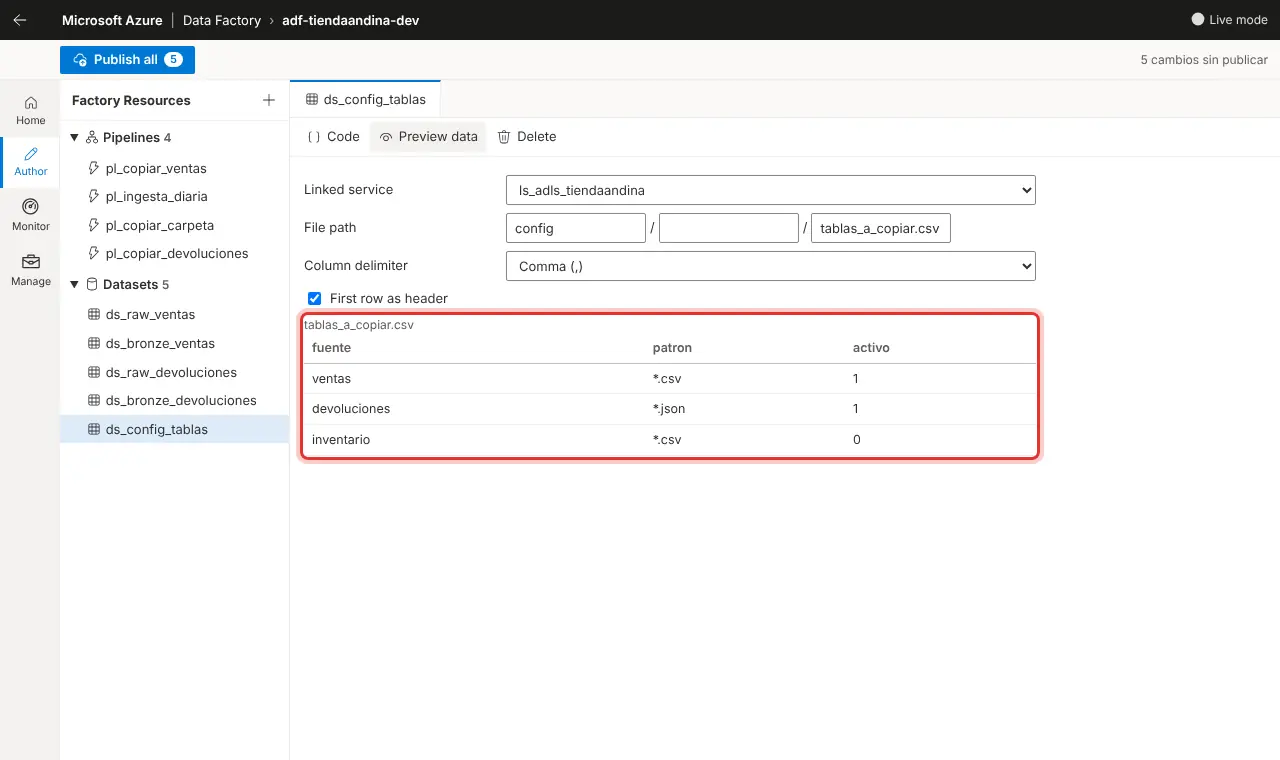 Microsoft Azure | Data Factory › adf-tiendaandina-dev
Live mode
Publish all 5
5 cambios sin publicar
Home
Author
Monitor
Manage
Factory Resources
Pipelines 4
pl_copiar_ventas
pl_ingesta_diaria
pl_copiar_carpeta
pl_copiar_devoluciones
Datasets 5
ds_raw_ventas
ds_bronze_ventas
ds_raw_devoluciones
ds_bronze_devoluciones
ds_config_tablas
ds_config_tablas
{ } Code Preview data Delete
Linked service ls_adls_tiendaandina
File path config / / tablas_a_copiar.csv
Column delimiter Comma (,)
First row as header
tablas_a_copiar.csv
fuente patron activo
ventas *.csv 1
devoluciones *.json 1
inventario *.csv 0